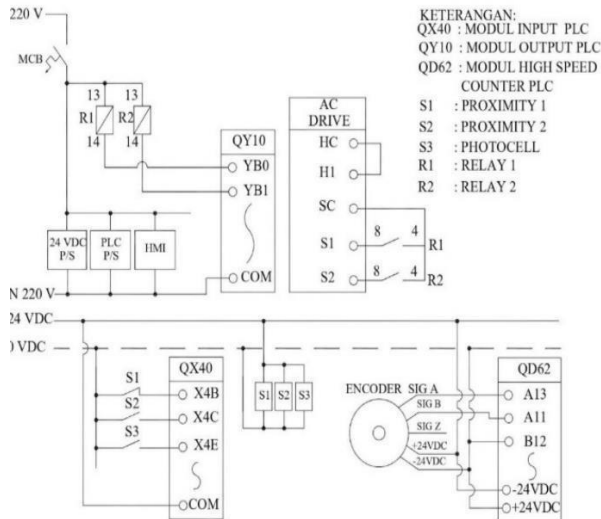 220 V
MCB
13 13
R1 R2
14 14
QY10
YB0
YB1
COM
24 VDC
P/S
PLC
P/S
HMI
N 220 V
AC
DRIVE
HC
H1
SC
S1
S2
8 4 R1
8 4 R2
KETERANGAN:
QX40 : MODUL INPUT PLC
QY10 : MODUL OUTPUT PLC
QD62 : MODUL HIGH SPEED
COUNTER PLC
S1 : PROXIMITY 1
S2 : PROXIMITY 2
S3 : PHOTOCELL
R1 : RELAY 1
R2 : RELAY 2
24 VDC
0 VDC
S1
S2
S3
QX40
X4B
X4C
X4E
COM
S1 S2 S3
ENCODER
SIG A
SIG B
SIG Z
+24VDC
-24VDC
QD62
A13
A11
B12
-24VDC
+24VDC